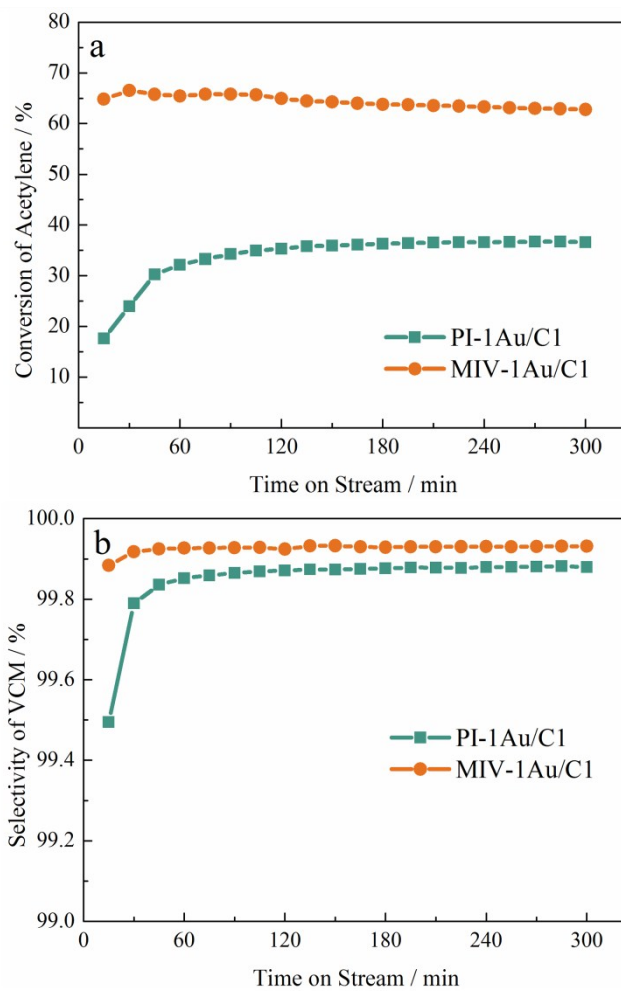 a
80
70
60
50
40
30
20
10
Conversion of Acetylene / %
PI-1Au/C1
MIV-1Au/C1
0 60 120 180 240 300
Time on Stream / min
b
100.0
99.8
99.6
99.4
99.2
99.0
Selectivity of VCM / %
PI-1Au/C1
MIV-1Au/C1
0 60 120 180 240 300
Time on Stream / min